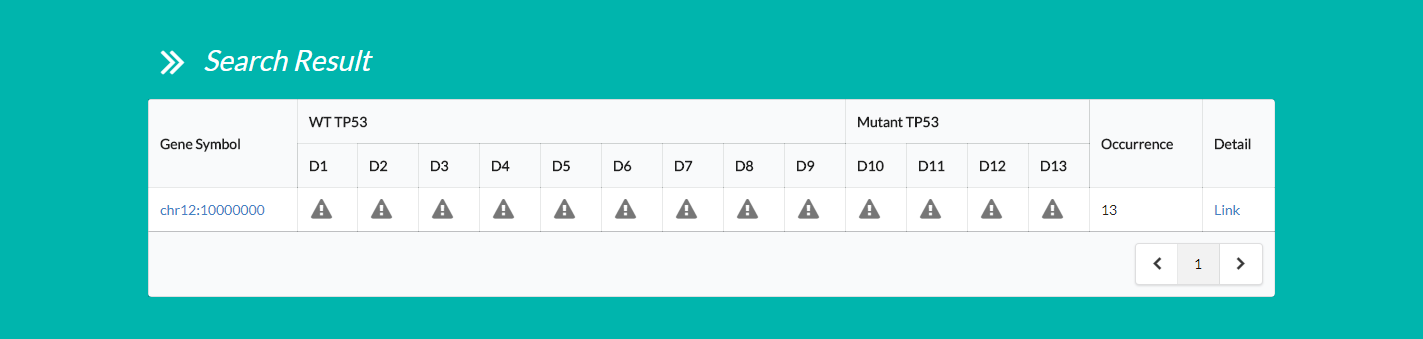 Search Result
Gene Symbol WT TP53 Mutant TP53 Occurrence Detail
D1 D2 D3 D4 D5 D6 D7 D8 D9 D10 D11 D12 D13
chr12:10000000 13 Link
1